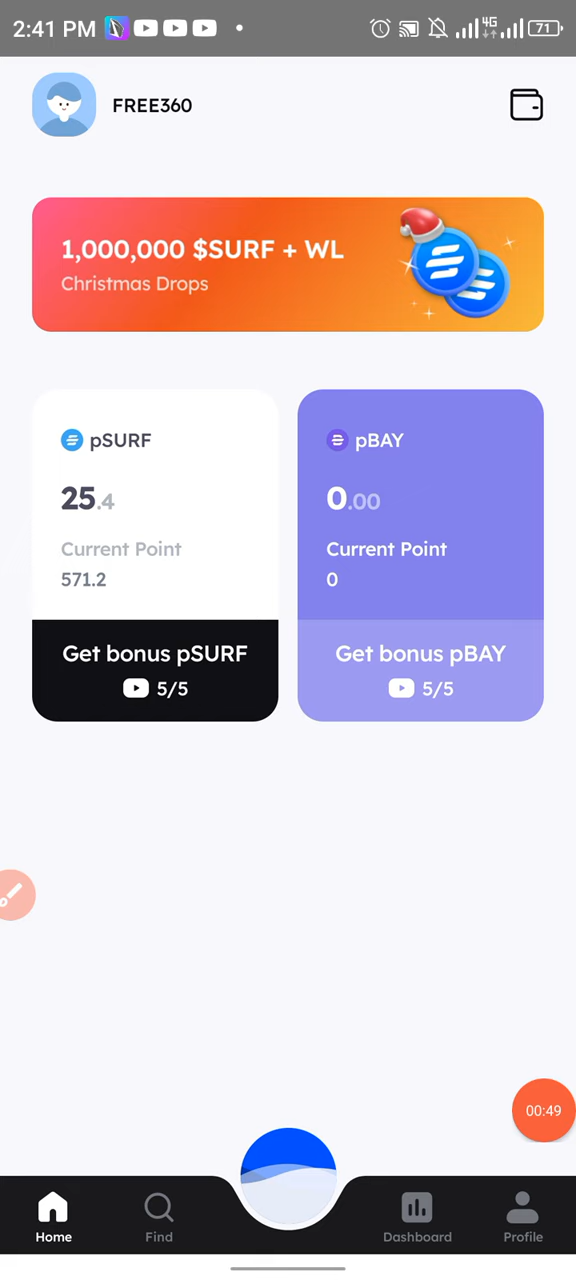 2:41 PM
4G
71
FREE360
1,000,000 $SURF + WL
Christmas Drops
pSURF
25.4
Current Point
571.2
Get bonus pSURF
5/5
pBAY
0.00
Current Point
0
Get bonus pBAY
5/5
00:49
Home
Find
Dashboard
Profile